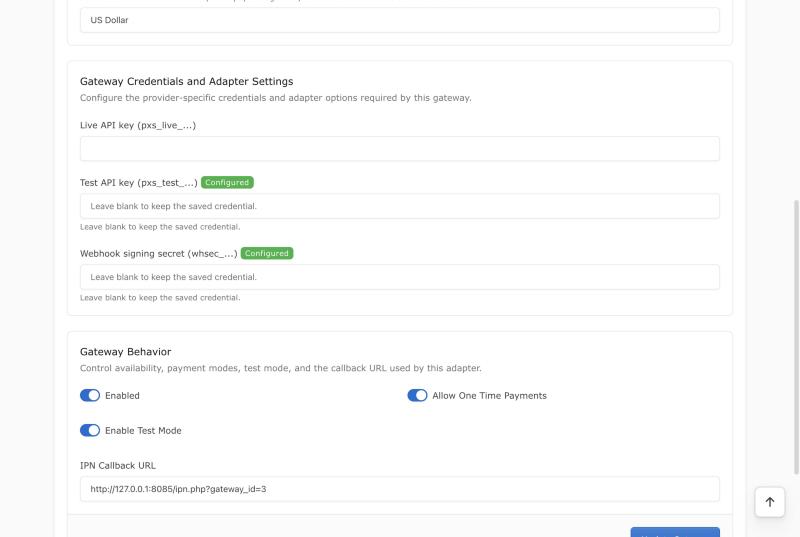 US Dollar
Gateway Credentials and Adapter Settings
Configure the provider-specific credentials and adapter options required by this gateway.
Live API key (pxs_live_...)
Test API key (pxs_test_...) Configured
Leave blank to keep the saved credential.
Leave blank to keep the saved credential.
Webhook signing secret (whsec_...) Configured
Leave blank to keep the saved credential.
Leave blank to keep the saved credential.
Gateway Behavior
Control availability, payment modes, test mode, and the callback URL used by this adapter.
Enabled
Allow One Time Payments
Enable Test Mode
IPN Callback URL
http://127.0.0.1:8085/ipn.php?gateway_id=3